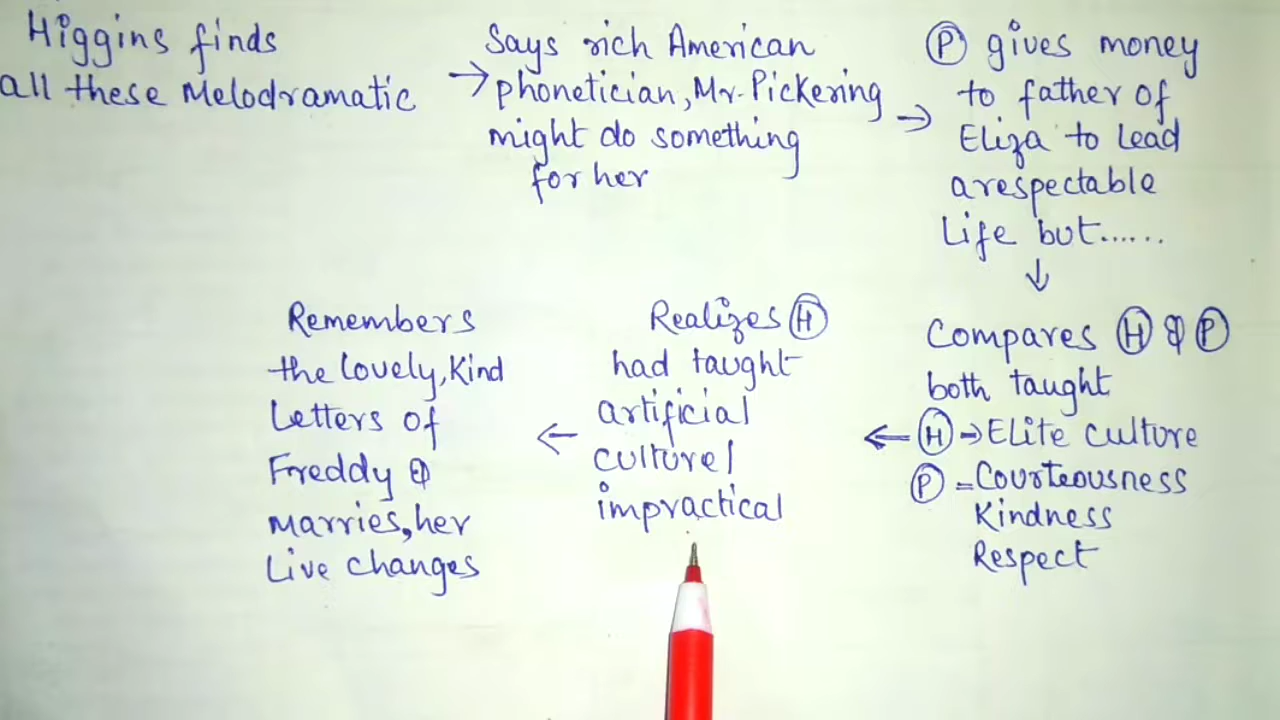 Higgins finds
all these Melodramatic
Says rich American
→ phonetician, Mr. Pickering
might do something
for her
→ Ⓟ gives money
to father of
Eliza to Lead
arespectable
Life but......
↓
Compares Ⓗ & Ⓟ
both taught
Ⓗ → Elite culture
Ⓟ = Courteousness
Kindness
Respect
←
Realizes Ⓗ
had taught
artificial
culture/
impractical
←
Remembers
the Lovely, Kind
Letters of
Freddy &
marries, her
Live changes